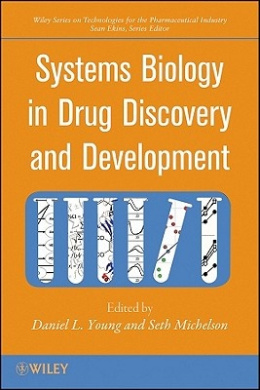 Wiley Series on Technologies for the Pharmaceutical Industry
Sean Ekins, Series Editor
Systems Biology
in Drug Discovery
and Development
Edited by
Daniel L. Young and Seth Michelson
WILEY